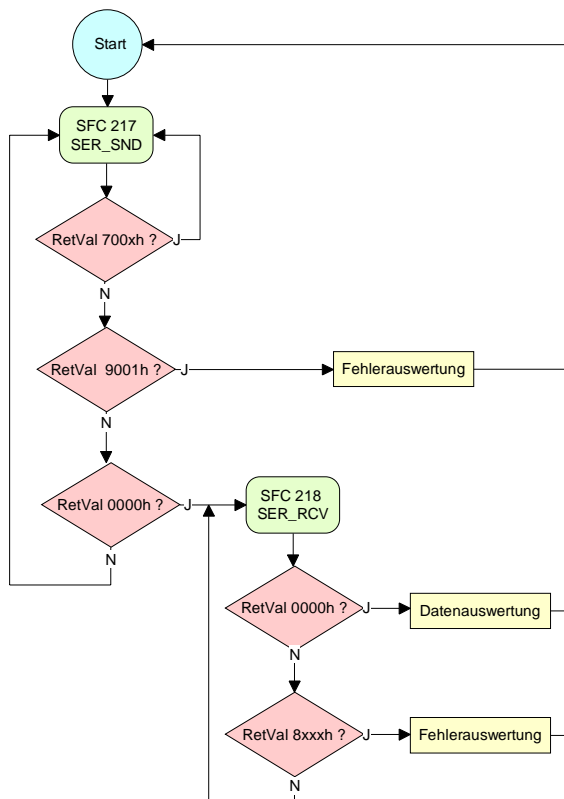 Start
SFC 217
SER_SND
RetVal 700xh ?
J
N
RetVal 9001h ?
J
Fehlerauswertung
N
RetVal 0000h ?
J
SFC 218
SER_RCV
N
RetVal 0000h ?
J
Datenauswertung
N
RetVal 8xxxh ?
J
Fehlerauswertung
N